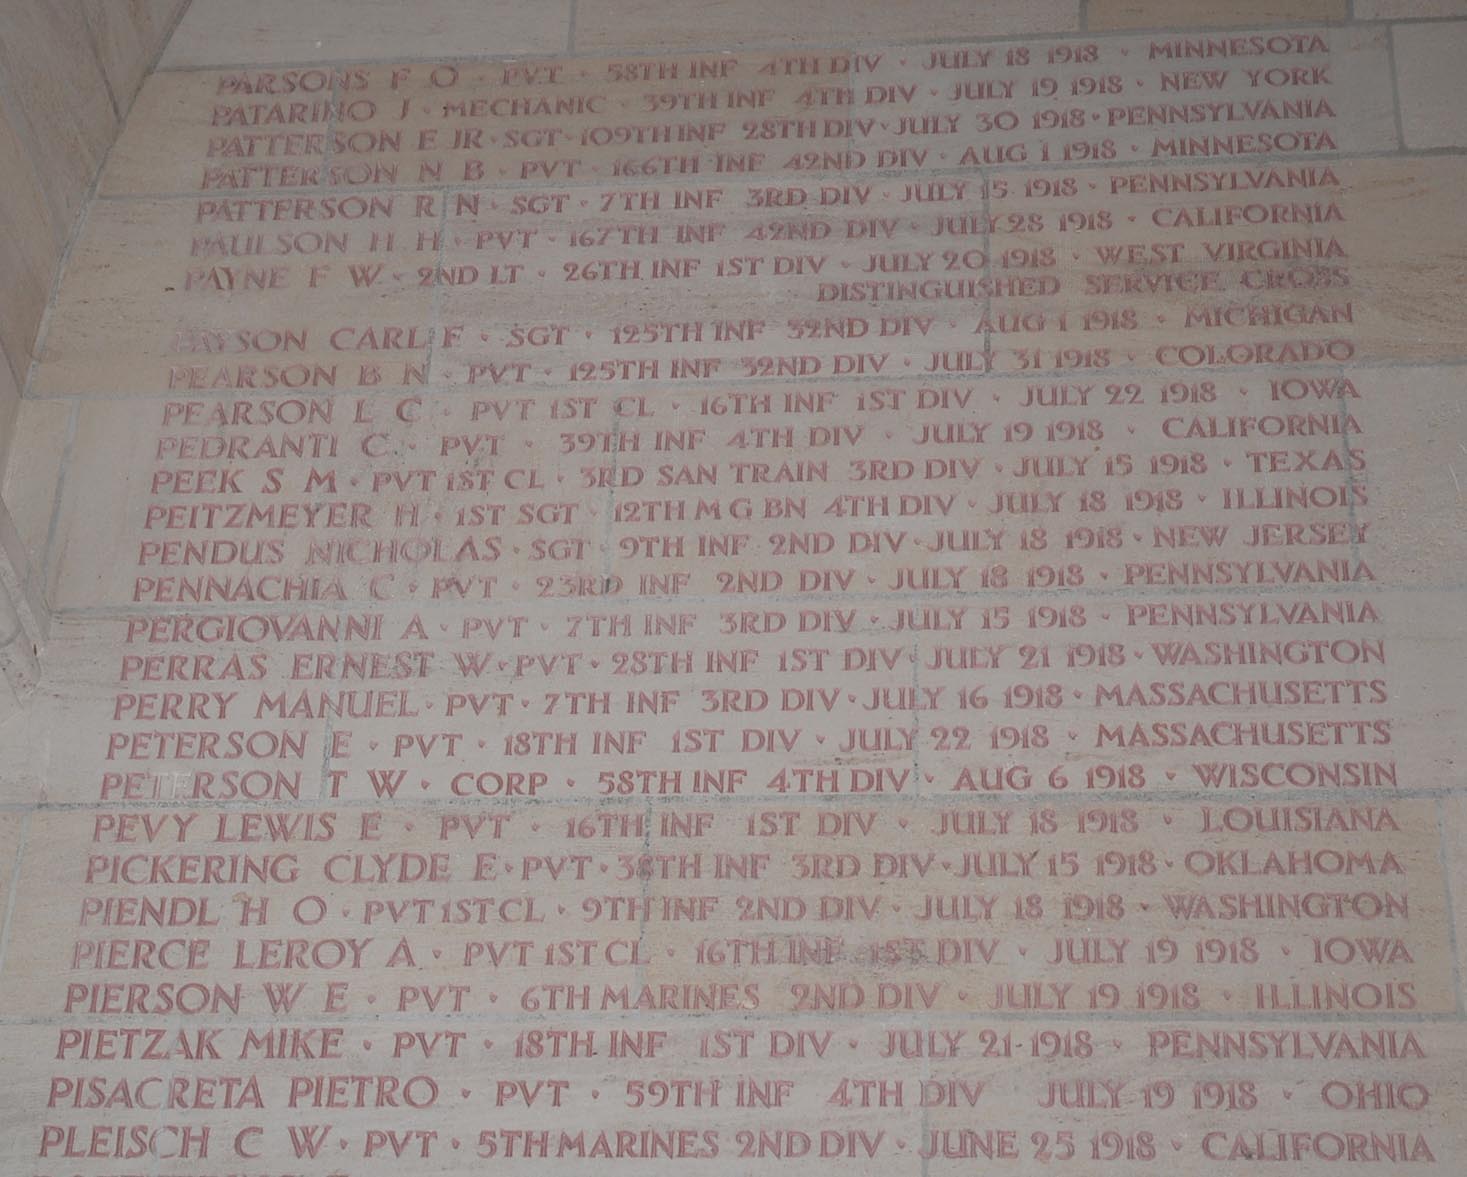 PARSONS F O · PVT · 58TH INF 4TH DIV · JULY 18 1918 · MINNESOTA
PATARINO J · MECHANIC · 39TH INF 4TH DIV · JULY 19 1918 · NEW YORK
PATTERSON E JR · SGT · 109TH INF 28TH DIV · JULY 30 1918 · PENNSYLVANIA
PATTERSON N B · PVT · 166TH INF 42ND DIV · AUG 1 1918 · MINNESOTA
PATTERSON R N · SGT · 7TH INF 3RD DIV · JULY 15 1918 · PENNSYLVANIA
PAULSON H H · PVT · 167TH INF 42ND DIV · JULY 28 1918 · CALIFORNIA
PAYNE F W · 2ND LT · 26TH INF 1ST DIV · JULY 20 1918 · WEST VIRGINIA
DISTINGUISHED SERVICE CROSS
PAYSON CARL F · SGT · 125TH INF 32ND DIV · AUG 1 1918 · MICHIGAN
PEARSON B N · PVT · 125TH INF 32ND DIV · JULY 31 1918 · COLORADO
PEARSON L C · PVT 1ST CL · 16TH INF 1ST DIV · JULY 22 1918 · IOWA
PEDRANTI C · PVT · 39TH INF 4TH DIV · JULY 19 1918 · CALIFORNIA
PEEK S M · PVT 1ST CL · 3RD SAN TRAIN 3RD DIV · JULY 15 1918 · TEXAS
PEITZMEYER H · 1ST SGT · 12TH M G BN 4TH DIV · JULY 18 1918 · ILLINOIS
PENDUS NICHOLAS · SGT · 9TH INF 2ND DIV · JULY 18 1918 · NEW JERSEY
PENNACHIA C · PVT · 23RD INF 2ND DIV · JULY 18 1918 · PENNSYLVANIA
PERGIOVANNI A · PVT · 7TH INF 3RD DIV · JULY 15 1918 · PENNSYLVANIA
PERRAS ERNEST W · PVT · 28TH INF 1ST DIV · JULY 21 1918 · WASHINGTON
PERRY MANUEL · PVT · 7TH INF 3RD DIV · JULY 16 1918 · MASSACHUSETTS
PETERSON E · PVT · 18TH INF 1ST DIV · JULY 22 1918 · MASSACHUSETTS
PETERSON T W · CORP · 58TH INF 4TH DIV · AUG 6 1918 · WISCONSIN
PEVY LEWIS E · PVT · 16TH INF 1ST DIV · JULY 18 1918 · LOUISIANA
PICKERING CLYDE E · PVT · 38TH INF 3RD DIV · JULY 15 1918 · OKLAHOMA
PIENDL H O · PVT 1ST CL · 9TH INF 2ND DIV · JULY 18 1918 · WASHINGTON
PIERCE LEROY A · PVT 1ST CL · 16TH INF 1ST DIV · JULY 19 1918 · IOWA
PIERSON W E · PVT · 6TH MARINES 2ND DIV · JULY 19 1918 · ILLINOIS
PIETZAK MIKE · PVT · 18TH INF 1ST DIV · JULY 21 1918 · PENNSYLVANIA
PISACRETA PIETRO · PVT · 59TH INF 4TH DIV JULY 19 1918 · OHIO
PLEISCH C W · PVT · 5TH MARINES 2ND DIV · JUNE 25 1918 · CALIFORNIA